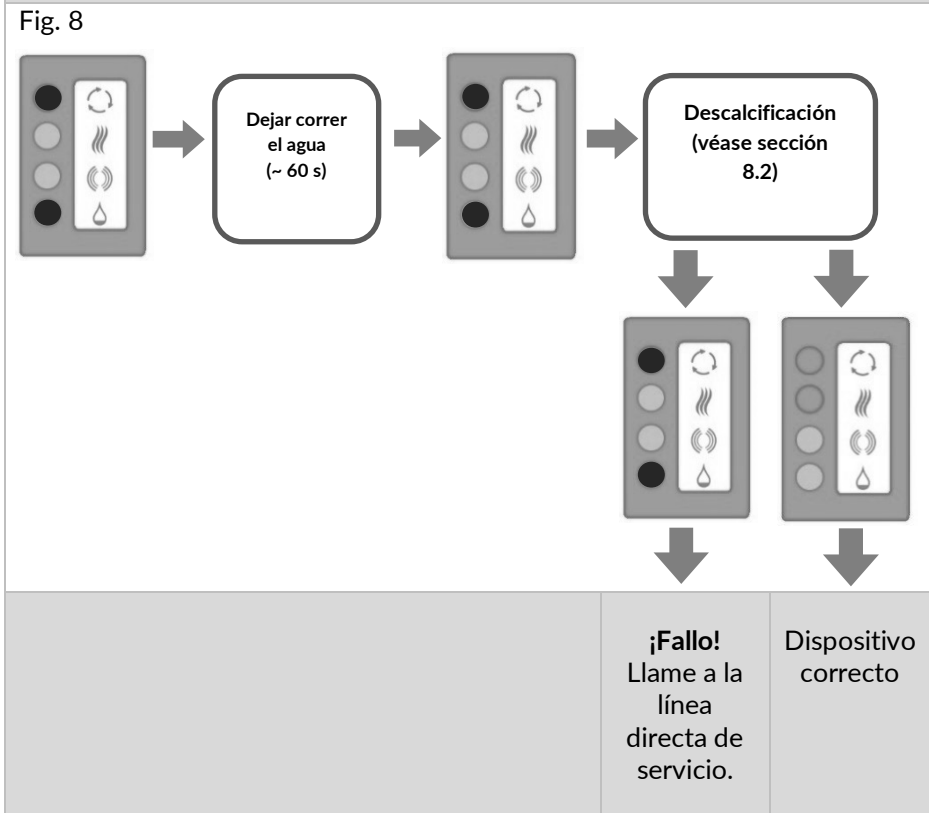 Fig. 8
Dejar correr
el agua
(~ 60 s)
Descalcificación
(véase sección
8.2)
¡Fallo!
Llame a la
línea
directa de
servicio.
Dispositivo
correcto